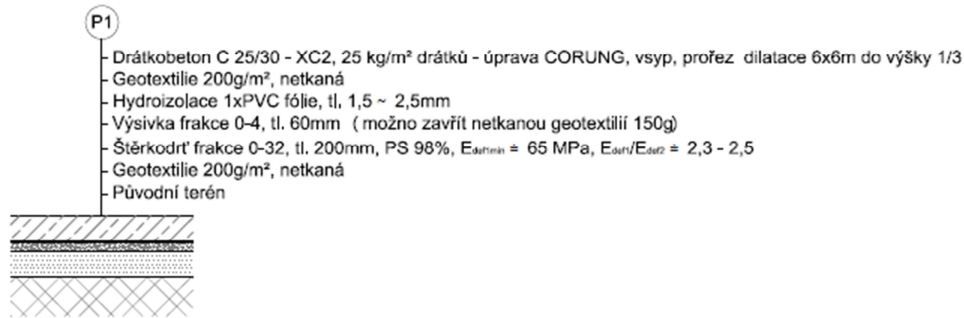 P1
Drátkobeton C 25/30 - XC2, 25 kg/m² drátků - úprava CORUNG, vsyp, prořez dilatace 6x6m do výšky 1/3
Geotextilie 200g/m², netkaná
Hydroizolace 1xPVC fólie, tl. 1,5 ~ 2,5mm
Výsivka frakce 0-4, tl. 60mm ( možno zavřít netkanou geotextilií 150g)
Štěrkodrť frakce 0-32, tl. 200mm, PS 98%, Edef1min ≐ 65 MPa, Edef1/Edef2 ≐ 2,3 - 2,5
Geotextilie 200g/m², netkaná
Původní terén